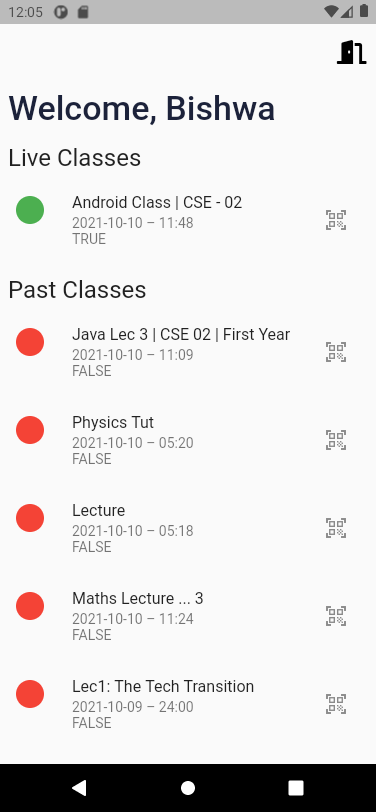 12:05
Welcome, Bishwa
Live Classes
Android Class | CSE - 02
2021-10-10 – 11:48
TRUE
Past Classes
Java Lec 3 | CSE 02 | First Year
2021-10-10 – 11:09
FALSE
Physics Tut
2021-10-10 – 05:20
FALSE
Lecture
2021-10-10 – 05:18
FALSE
Maths Lecture ... 3
2021-10-10 – 11:24
FALSE
Lec1: The Tech Transition
2021-10-09 – 24:00
FALSE